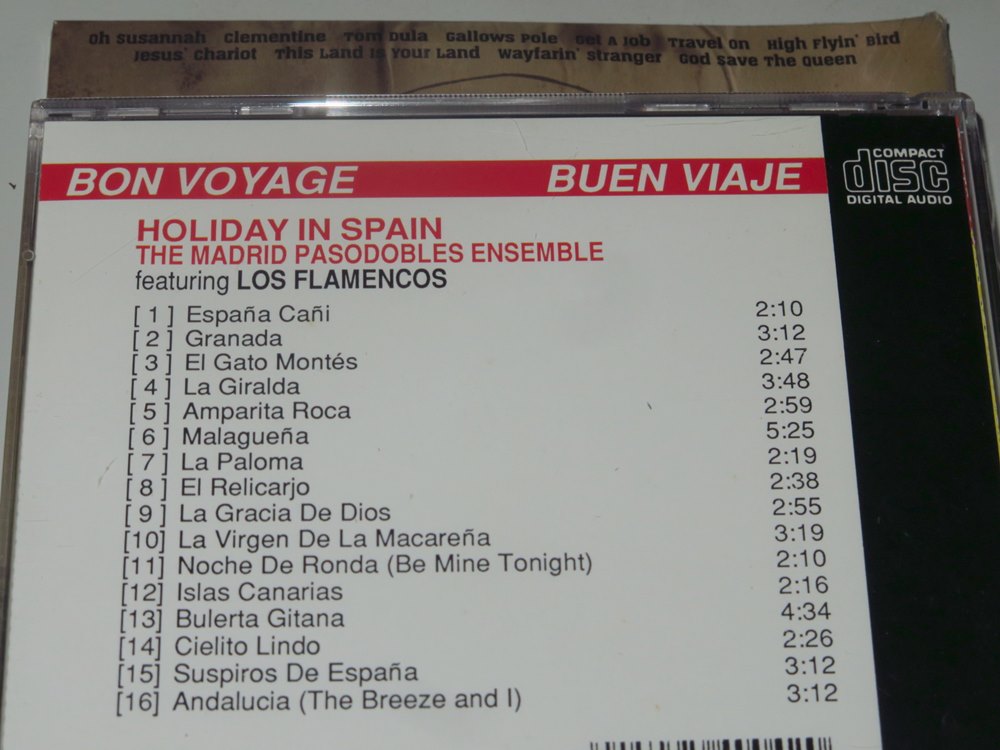 Oh Susannah Clementine Tom Dula Gallows Pole Get A Job Travel On High Flyin' Bird
Jesus' Chariot This Land Is Your Land Wayfarin' Stranger God Save The Queen
BON VOYAGE BUEN VIAJE
COMPACT
disc
DIGITAL AUDIO
HOLIDAY IN SPAIN
THE MADRID PASODOBLES ENSEMBLE
featuring LOS FLAMENCOS
[ 1 ] España Cañi 2:10
[ 2 ] Granada 3:12
[ 3 ] El Gato Montés 2:47
[ 4 ] La Giralda 3:48
[ 5 ] Amparita Roca 2:59
[ 6 ] Malagueña 5:25
[ 7 ] La Paloma 2:19
[ 8 ] El Relicarjo 2:38
[ 9 ] La Gracia De Dios 2:55
[10] La Virgen De La Macareña 3:19
[11] Noche De Ronda (Be Mine Tonight) 2:10
[12] Islas Canarias 2:16
[13] Bulerta Gitana 4:34
[14] Cielito Lindo 2:26
[15] Suspiros De España 3:12
[16] Andalucia (The Breeze and I) 3:12